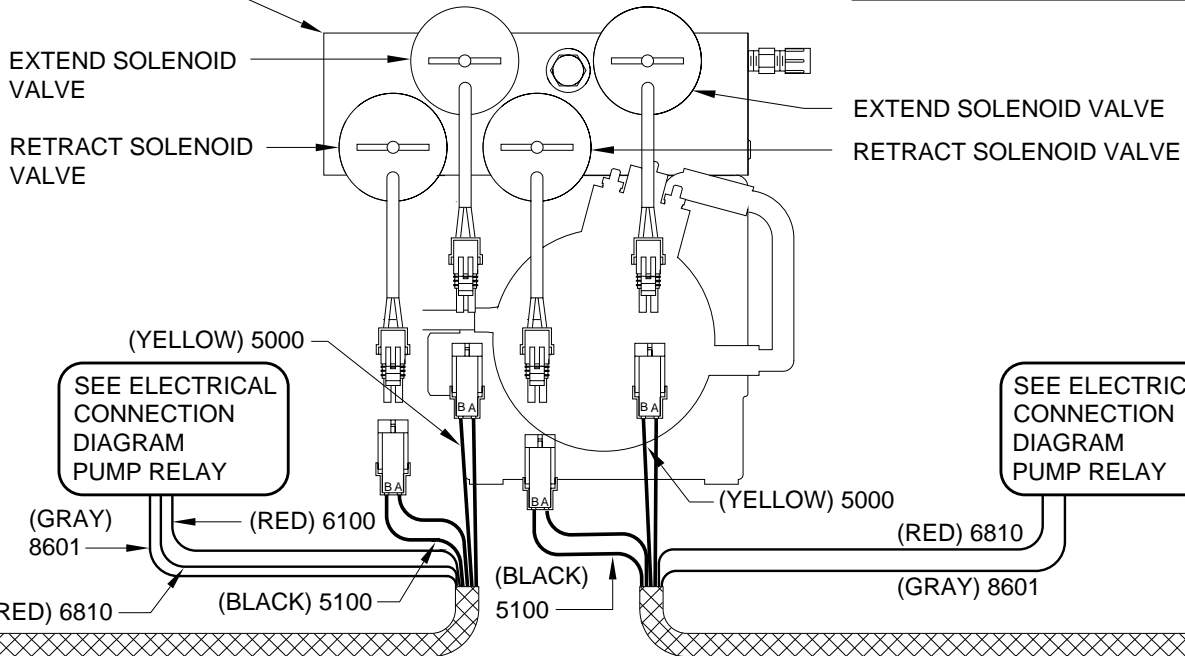 EXTEND SOLENOID
VALVE
RETRACT SOLENOID
VALVE
EXTEND SOLENOID VALVE
RETRACT SOLENOID VALVE
(YELLOW) 5000
SEE ELECTRICAL
CONNECTION
DIAGRAM
PUMP RELAY
B A
B A
B A
B A
SEE ELECTRIC
CONNECTION
DIAGRAM
PUMP RELAY
(YELLOW) 5000
(GRAY)
8601
(RED) 6100
(RED) 6810
(BLACK)
5100
(GRAY) 8601
RED) 6810
(BLACK) 5100